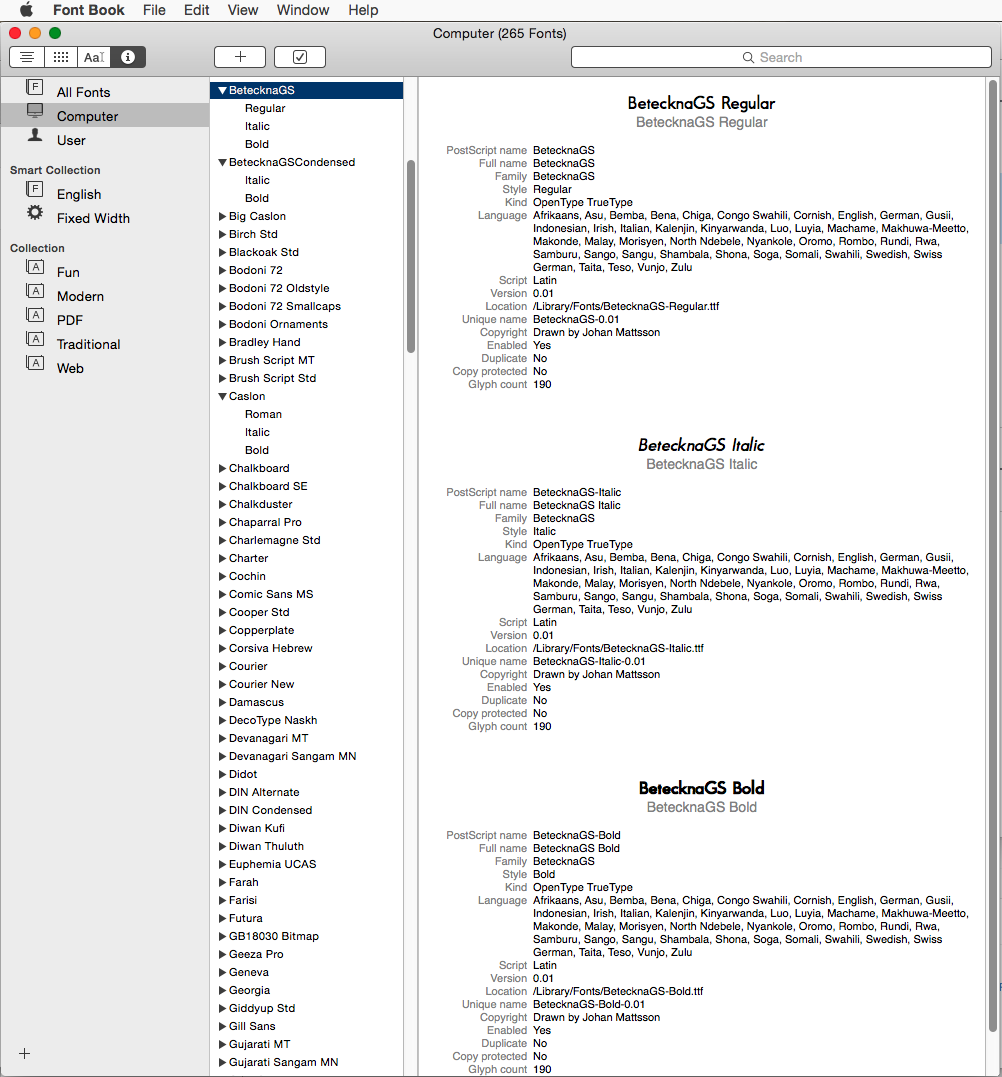 Font Book File Edit View Window Help
Computer (265 Fonts)
Aa
Search
All Fonts
Computer
User
Smart Collection
English
Fixed Width
Collection
Fun
Modern
PDF
Traditional
Web
BetecknaGS
Regular
Italic
Bold
BetecknaGSCondensed
Italic
Bold
Big Caslon
Birch Std
Blackoak Std
Bodoni 72
Bodoni 72 Oldstyle
Bodoni 72 Smallcaps
Bodoni Ornaments
Bradley Hand
Brush Script MT
Brush Script Std
Caslon
Roman
Italic
Bold
Chalkboard
Chalkboard SE
Chalkduster
Chaparral Pro
Charlemagne Std
Charter
Cochin
Comic Sans MS
Cooper Std
Copperplate
Corsiva Hebrew
Courier
Courier New
Damascus
DecoType Naskh
Devanagari MT
Devanagari Sangam MN
Didot
DIN Alternate
DIN Condensed
Diwan Kufi
Diwan Thuluth
Euphemia UCAS
Farah
Farisi
Futura
GB18030 Bitmap
Geeza Pro
Geneva
Georgia
Giddyup Std
Gill Sans
Gujarati MT
Gujarati Sangam MN
BetecknaGS Regular
BetecknaGS Regular
PostScript name BetecknaGS
Full name BetecknaGS
Family BetecknaGS
Style Regular
Kind OpenType TrueType
Language Afrikaans, Asu, Bemba, Bena, Chiga, Congo Swahili, Cornish, English, German, Gusii,
Indonesian, Irish, Italian, Kalenjin, Kinyarwanda, Luo, Luyia, Machame, Makhuwa-Meetto,
Makonde, Malay, Morisyen, North Ndebele, Nyankole, Oromo, Rombo, Rundi, Rwa,
Samburu, Sango, Sangu, Shambala, Shona, Soga, Somali, Swahili, Swedish, Swiss
German, Taita, Teso, Vunjo, Zulu
Script Latin
Version 0.01
Location /Library/Fonts/BetecknaGS-Regular.ttf
Unique name BetecknaGS-0.01
Copyright Drawn by Johan Mattsson
Enabled Yes
Duplicate No
Copy protected No
Glyph count 190
BetecknaGS Italic
BetecknaGS Italic
PostScript name BetecknaGS-Italic
Full name BetecknaGS Italic
Family BetecknaGS
Style Italic
Kind OpenType TrueType
Language Afrikaans, Asu, Bemba, Bena, Chiga, Congo Swahili, Cornish, English, German, Gusii,
Indonesian, Irish, Italian, Kalenjin, Kinyarwanda, Luo, Luyia, Machame, Makhuwa-Meetto,
Makonde, Malay, Morisyen, North Ndebele, Nyankole, Oromo, Rombo, Rundi, Rwa,
Samburu, Sango, Sangu, Shambala, Shona, Soga, Somali, Swahili, Swedish, Swiss
German, Taita, Teso, Vunjo, Zulu
Script Latin
Version 0.01
Location /Library/Fonts/BetecknaGS-Italic.ttf
Unique name BetecknaGS-Italic-0.01
Copyright Drawn by Johan Mattsson
Enabled Yes
Duplicate No
Copy protected No
Glyph count 190
BetecknaGS Bold
BetecknaGS Bold
PostScript name BetecknaGS-Bold
Full name BetecknaGS Bold
Family BetecknaGS
Style Bold
Kind OpenType TrueType
Language Afrikaans, Asu, Bemba, Bena, Chiga, Congo Swahili, Cornish, English, German, Gusii,
Indonesian, Irish, Italian, Kalenjin, Kinyarwanda, Luo, Luyia, Machame, Makhuwa-Meetto,
Makonde, Malay, Morisyen, North Ndebele, Nyankole, Oromo, Rombo, Rundi, Rwa,
Samburu, Sango, Sangu, Shambala, Shona, Soga, Somali, Swahili, Swedish, Swiss
German, Taita, Teso, Vunjo, Zulu
Script Latin
Version 0.01
Location /Library/Fonts/BetecknaGS-Bold.ttf
Unique name BetecknaGS-Bold-0.01
Copyright Drawn by Johan Mattsson
Enabled Yes
Duplicate No
Copy protected No
Glyph count 190